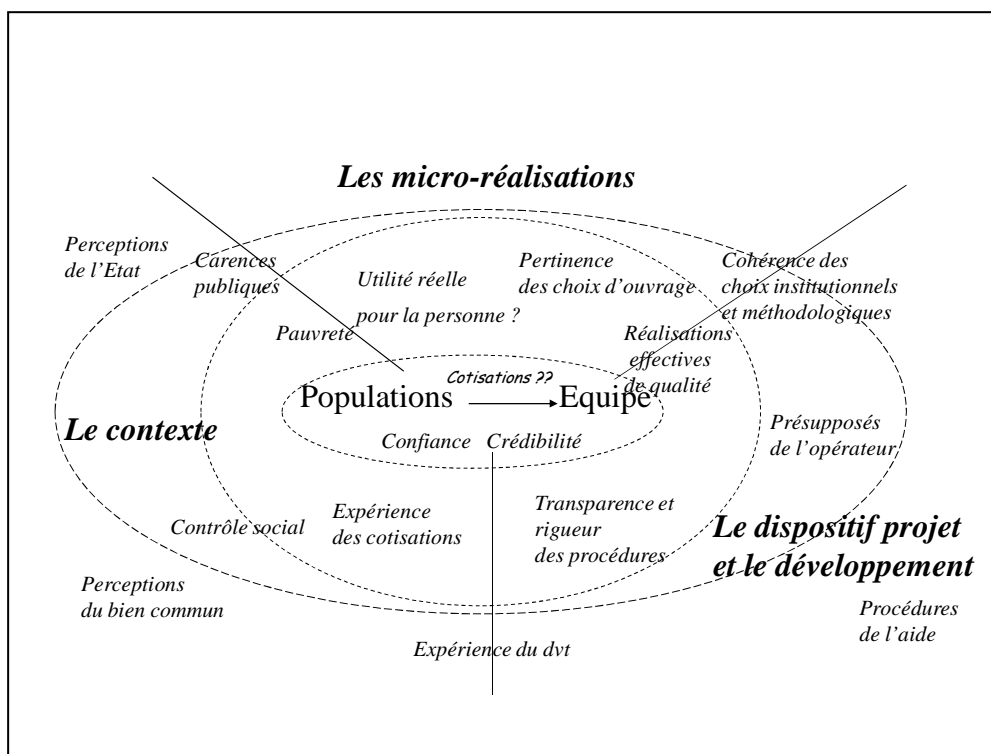 Les micro-réalisations
Perceptions
de l'Etat
Carences
publiques
Utilité réelle
pour la personne ?
Pertinence
des choix d'ouvrage
Cohérence des
choix institutionnels
et méthodologiques
Pauvreté
Réalisations
effectives
de qualité
Cotisations ??
Populations
Equipe
Confiance
Crédibilité
Le contexte
Présupposés
de l'opérateur
Contrôle social
Expérience
des cotisations
Transparence et
rigueur
des procédures
Le dispositif projet
et le développement
Perceptions
du bien commun
Procédures
de l'aide
Expérience du dvt